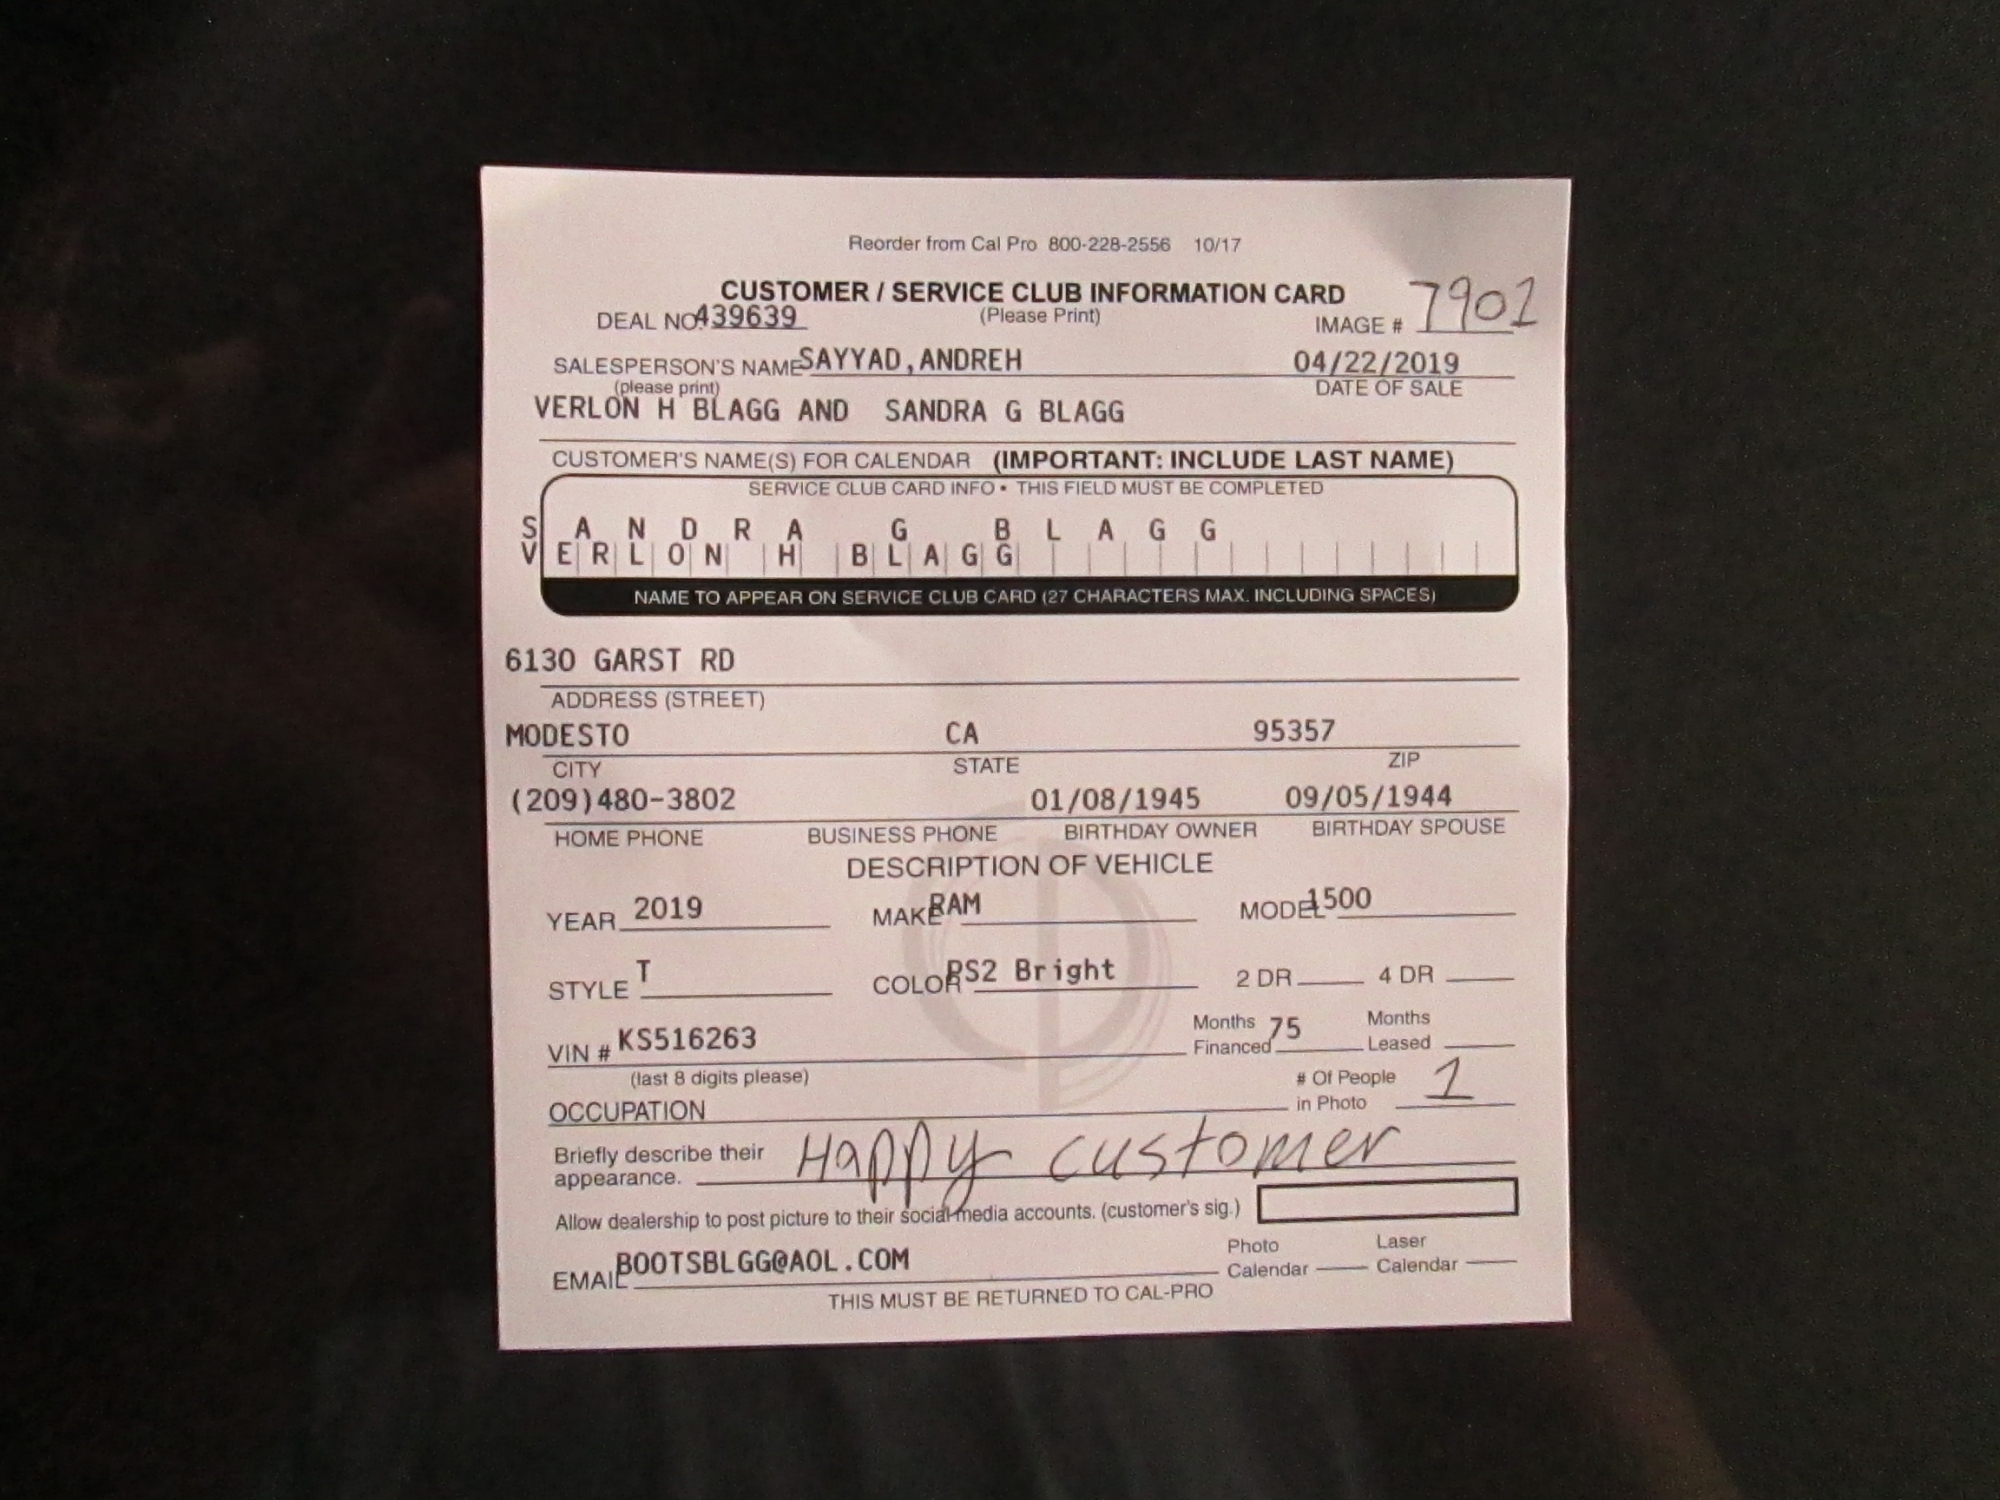 Reorder from Cal Pro 800-228-2556 10/17
CUSTOMER / SERVICE CLUB INFORMATION CARD
DEAL NO. 439639 (Please Print) IMAGE # 7901
SALESPERSON'S NAME SAYYAD,ANDREH 04/22/2019
(please print) DATE OF SALE
VERLON H BLAGG AND SANDRA G BLAGG
CUSTOMER'S NAME(S) FOR CALENDAR (IMPORTANT: INCLUDE LAST NAME)
SERVICE CLUB CARD INFO • THIS FIELD MUST BE COMPLETED
SANDRA G BLAGG
VERLON H BLAGG
NAME TO APPEAR ON SERVICE CLUB CARD (27 CHARACTERS MAX. INCLUDING SPACES)
6130 GARST RD
ADDRESS (STREET)
MODESTO CA 95357
CITY STATE ZIP
(209)480-3802 01/08/1945 09/05/1944
HOME PHONE BUSINESS PHONE BIRTHDAY OWNER BIRTHDAY SPOUSE
DESCRIPTION OF VEHICLE
YEAR 2019 MAKE RAM MODEL 1500
STYLE T COLOR PS2 Bright 2 DR 4 DR
VIN # KS516263 Months Financed 75 Months Leased
(last 8 digits please) # Of People in Photo 1
OCCUPATION
Briefly describe their appearance. Happy customer
Allow dealership to post picture to their social media accounts. (customer's sig.)
EMAIL BOOTSBLGG@AOL.COM Photo Calendar Laser Calendar
THIS MUST BE RETURNED TO CAL-PRO